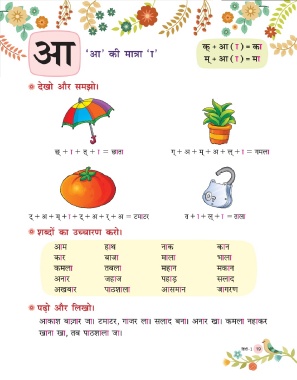 आ
'आ' की मात्रा 'ा'
क् + आ (ा) = का
म् + आ (ा) = मा
देखो और समझो।
छ् + ा + त् + ा = छाता
ग् + अ + म् + अ + ल् + ा = गमला
ट् + अ + म् + ा + ट् + अ + र् + अ = टमाटर
त + ा + ल् + ा = ताला
शब्दों का उच्चारण करो।
आम हाथ नाक कान
कार बाजा माला भाला
कमला तबला महान मकान
अनार जहाज पहाड़ सलाद
अखबार पाठशाला आसमान जागरण
पढ़ो और लिखो।
आकाश बाज़ार जा। टमाटर, गाजर ला। सलाद बना। अनार खा। कमला नहाकर
खाना खा, तब पाठशाला जा।
19